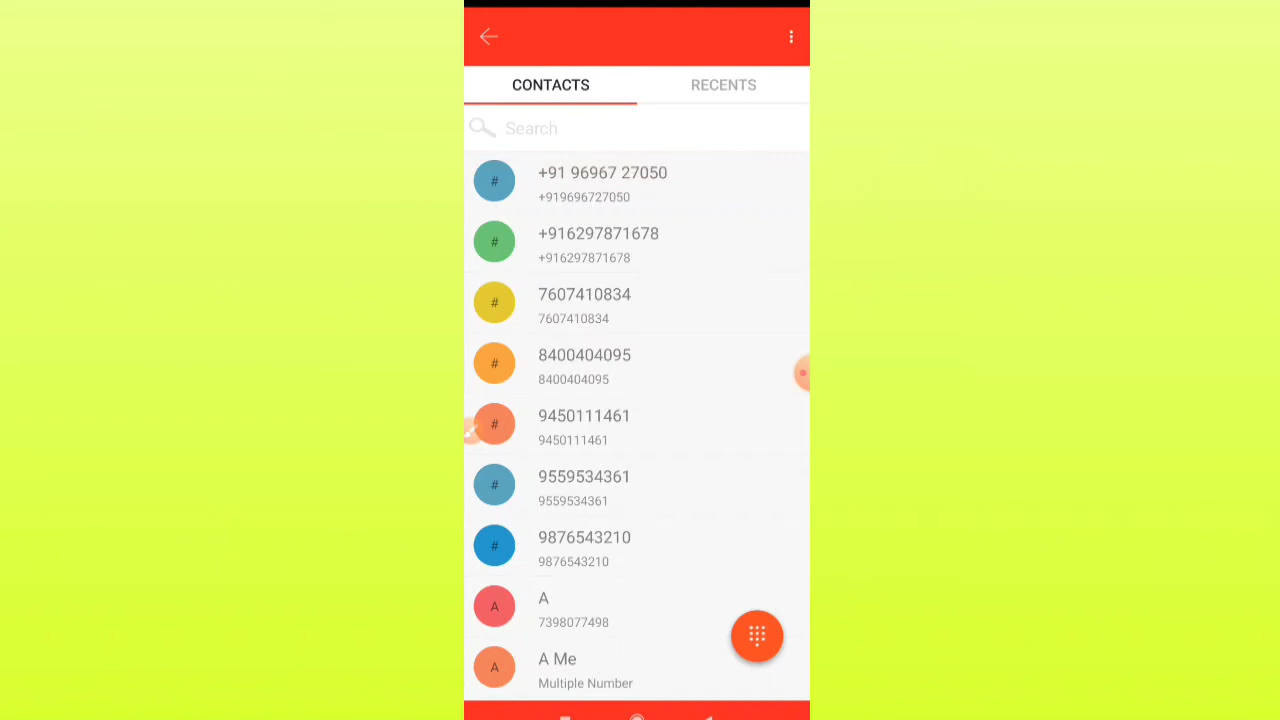 CONTACTS RECENTS
Search
# +91 96967 27050
+919696727050
# +916297871678
+916297871678
# 7607410834
7607410834
# 8400404095
8400404095
# 9450111461
9450111461
# 9559534361
9559534361
# 9876543210
9876543210
A A
7398077498
A A Me
Multiple Number